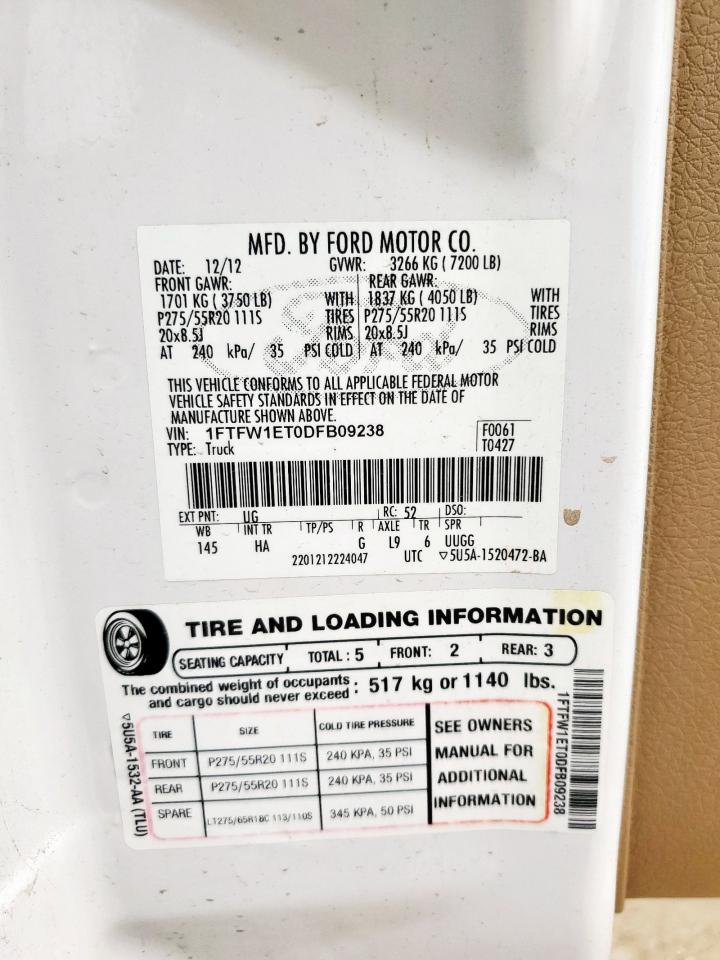 MFD. BY FORD MOTOR CO.
DATE: 12/12 GVWR: 3266 KG ( 7200 LB)
FRONT GAWR: REAR GAWR:
1701 KG ( 3750 LB) WITH 1837 KG ( 4050 LB) WITH
P275/55R20 111S TIRES P275/55R20 111S TIRES
20x8.5J RIMS 20x8.5J RIMS
AT 240 kPa/ 35 PSI COLD AT 240 kPa/ 35 PSI COLD
THIS VEHICLE CONFORMS TO ALL APPLICABLE FEDERAL MOTOR
VEHICLE SAFETY STANDARDS IN EFFECT ON THE DATE OF
MANUFACTURE SHOWN ABOVE.
VIN: 1FTFW1ET0DFB09238 F0061
TYPE: Truck T0427
EXT PNT: UG RC: 52 DSO:
WB INT TR TP/PS R AXLE TR SPR
145 HA G L9 6 UUGG
2201212224047 UTC ▽5U5A-1520472-BA
TIRE AND LOADING INFORMATION
SEATING CAPACITY TOTAL : 5 FRONT: 2 REAR: 3
The combined weight of occupants
and cargo should never exceed : 517 kg or 1140 lbs.
TIRE SIZE COLD TIRE PRESSURE
FRONT P275/55R20 111S 240 KPA, 35 PSI
REAR P275/55R20 111S 240 KPA, 35 PSI
SPARE LT275/65R18C 113/110S 345 KPA, 50 PSI
SEE OWNERS
MANUAL FOR
ADDITIONAL
INFORMATION
▽5U5A-1532-AA (TLU)
1FTFW1ET0DFB09238